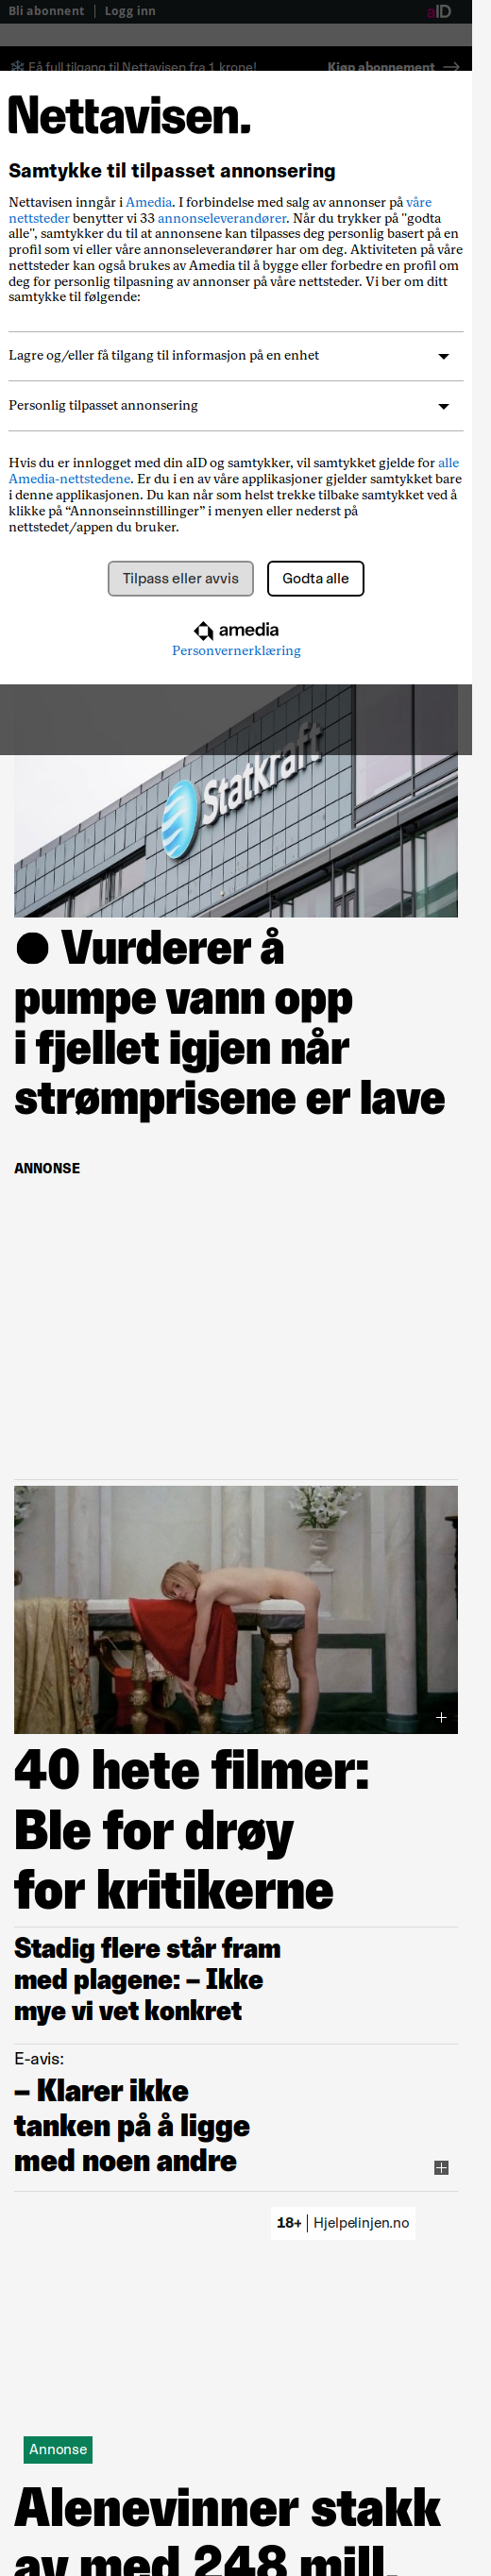 Bli abonnent | Logg inn aID
Få full tilgang til Nettavisen fra 1 krone! Kjøp abonnement →
Nettavisen.
Samtykke til tilpasset annonsering
Nettavisen inngår i Amedia. I forbindelse med salg av annonser på våre
nettsteder benytter vi 33 annonseleverandører. Når du trykker på "godta
alle", samtykker du til at annonsene kan tilpasses deg personlig basert på en
profil som vi eller våre annonseleverandører har om deg. Aktiviteten på våre
nettsteder kan også brukes av Amedia til å bygge eller forbedre en profil om
deg for personlig tilpasning av annonser på våre nettsteder. Vi ber om ditt
samtykke til følgende:
Lagre og/eller få tilgang til informasjon på en enhet
Personlig tilpasset annonsering
Hvis du er innlogget med din aID og samtykker, vil samtykket gjelde for alle
Amedia-nettstedene. Er du i en av våre applikasjoner gjelder samtykket bare
i denne applikasjonen. Du kan når som helst trekke tilbake samtykket ved å
klikke på “Annonseinnstillinger” i menyen eller nederst på
nettstedet/appen du bruker.
Tilpass eller avvis Godta alle
amedia
Personvernerklæring
Statkraft
● Vurderer å
pumpe vann opp
i fjellet igjen når
strømprisene er lave
ANNONSE
40 hete filmer:
Ble for drøy
for kritikerne
Stadig flere står fram
med plagene: – Ikke
mye vi vet konkret
E-avis:
– Klarer ikke
tanken på å ligge
med noen andre
18+ | Hjelpelinjen.no
Annonse
Alenevinner stakk
av med 248 mill.